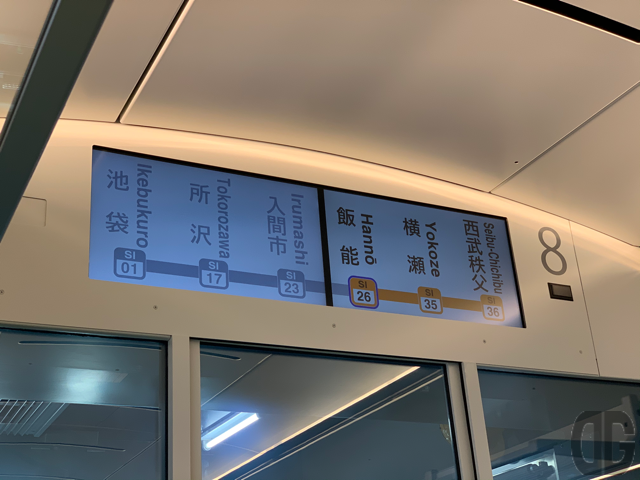 池袋
Ikebukuro
SI
01
所沢
Tokorozawa
SI
17
入間市
Irumashi
SI
23
飯能
Hannō
SI
26
横瀬
Yokoze
SI
35
西武秩父
Seibu-Chichibu
SI
36
8
DG